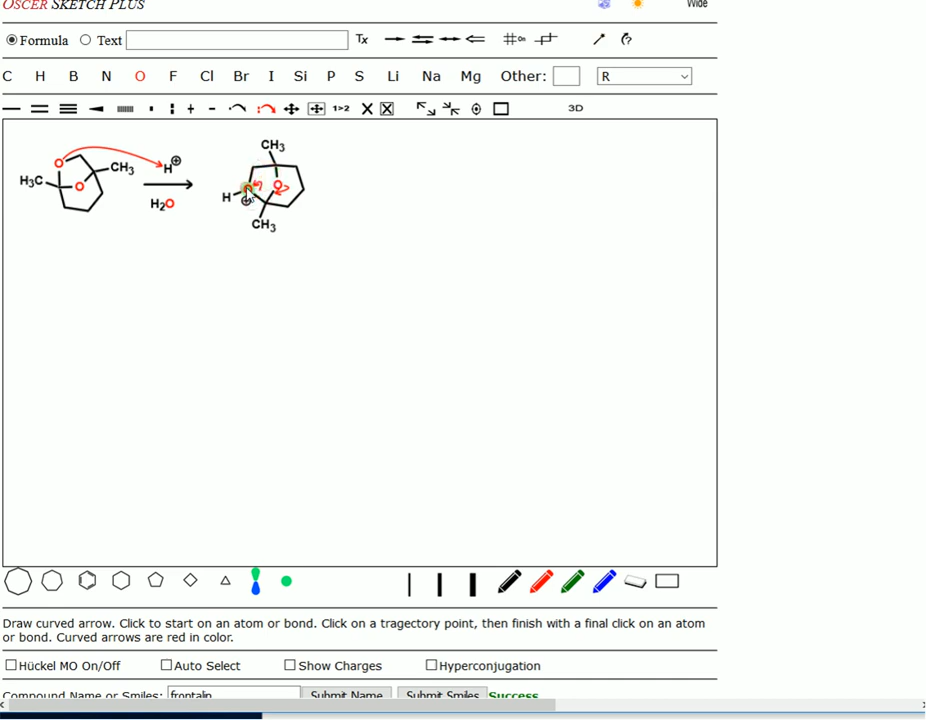 OSCER SKETCH PLUS
Wide
Formula Text Tx
C H B N O F Cl Br I Si P S Li Na Mg Other: R
1>2 X X 3D
CH3
O CH3 H
H3C O O
H2O H
CH3
Draw curved arrow. Click to start on an atom or bond. Click on a tragectory point, then finish with a final click on an atom
or bond. Curved arrows are red in color.
Hückel MO On/Off Auto Select Show Charges Hyperconjugation
Compound Name or Smiles: frontalin Submit Name Submit Smiles Success